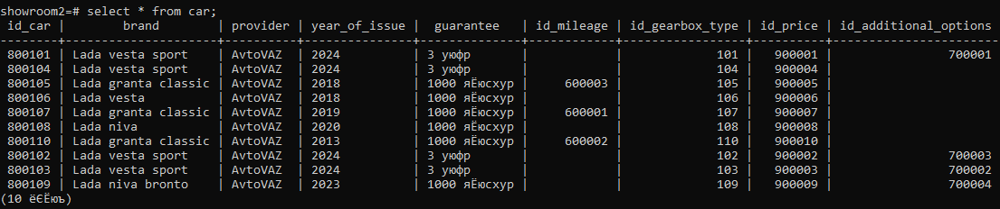 showroom2=# select * from car;
 id_car |        brand        | provider | year_of_issue |   guarantee   | id_mileage | id_gearbox_type | id_price | id_additional_options
--------+---------------------+----------+---------------+---------------+------------+-----------------+----------+-----------------------
 800101 | Lada vesta sport    | AvtoVAZ  | 2024          | 3 уюфр        |            |             101 |   900001 |                700001
 800104 | Lada vesta sport    | AvtoVAZ  | 2024          | 3 уюфр        |            |             104 |   900004 |
 800105 | Lada granta classic | AvtoVAZ  | 2018          | 1000 яЁюсхур  |     600003 |             105 |   900005 |
 800106 | Lada vesta          | AvtoVAZ  | 2018          | 1000 яЁюсхур  |            |             106 |   900006 |
 800107 | Lada granta classic | AvtoVAZ  | 2019          | 1000 яЁюсхур  |     600001 |             107 |   900007 |
 800108 | Lada niva           | AvtoVAZ  | 2020          | 1000 яЁюсхур  |            |             108 |   900008 |
 800110 | Lada granta classic | AvtoVAZ  | 2013          | 1000 яЁюсхур  |     600002 |             110 |   900010 |
 800102 | Lada vesta sport    | AvtoVAZ  | 2024          | 3 уюфр        |            |             102 |   900002 |                700003
 800103 | Lada vesta sport    | AvtoVAZ  | 2024          | 3 уюфр        |            |             103 |   900003 |                700002
 800109 | Lada niva bronto    | AvtoVAZ  | 2023          | 1000 яЁюсхур  |            |             109 |   900009 |                700004
(10 ёЄЁюъ)